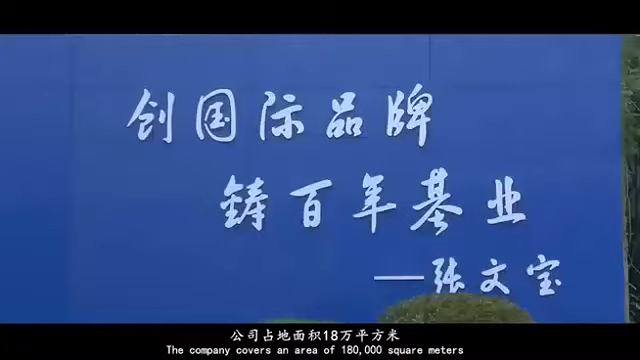 创国际品牌
铸百年基业
——张文宝
公司占地面积18万平方米
The company covers an area of 180,000 square meters